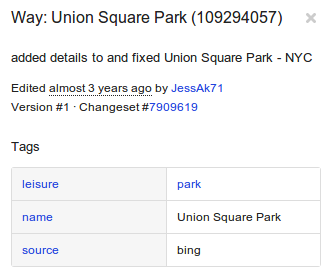 Way: Union Square Park (109294057)
added details to and fixed Union Square Park - NYC
Edited almost 3 years ago by JessAk71
Version #1 · Changeset #7909619
Tags
leisure park
name Union Square Park
source bing